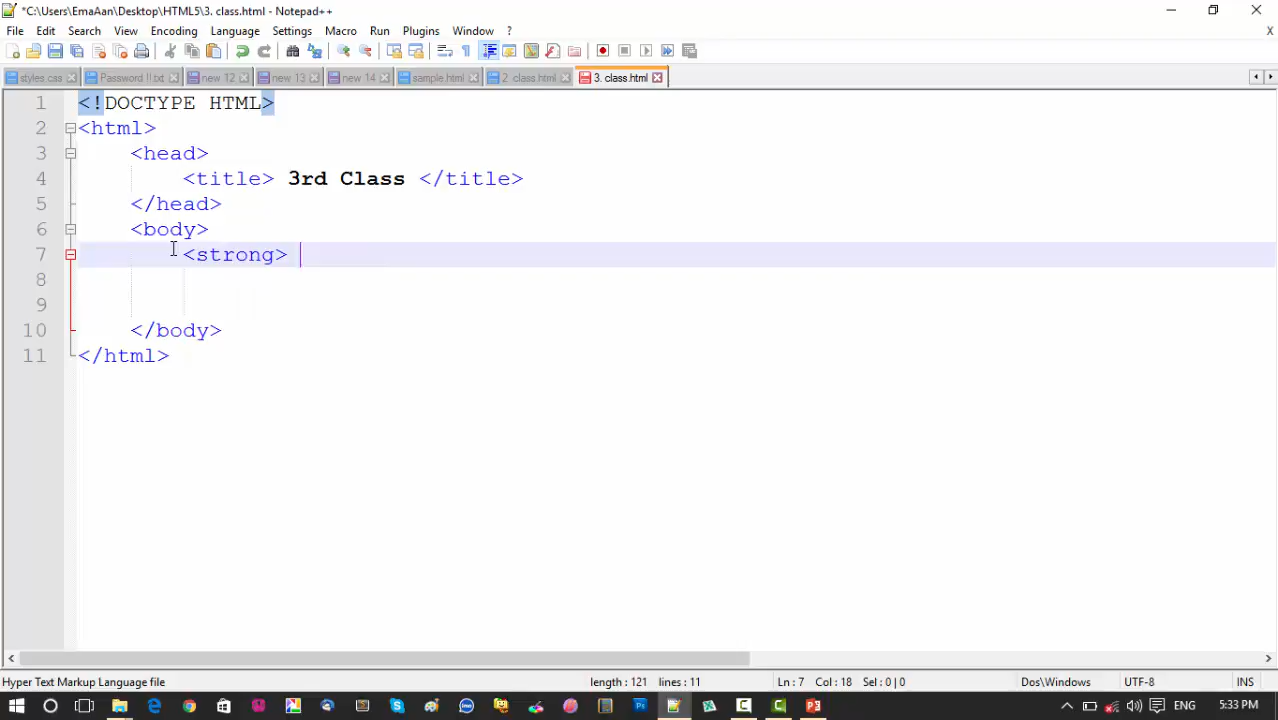 *C:\Users\EmaAan\Desktop\HTML5\3. class.html - Notepad++
File Edit Search View Encoding Language Settings Macro Run Plugins Window ? X
styles.css Password !!.txt new 12 new 13 new 14 sample.html 2. class.html 3. class.html
1 <!DOCTYPE HTML>
2 <html>
3 <head>
4 <title> 3rd Class </title>
5 </head>
6 <body>
7 <strong>
8
9
10 </body>
11 </html>
Hyper Text Markup Language file length : 121 lines : 11 Ln : 7 Col : 18 Sel : 0 | 0 Dos\Windows UTF-8 INS
ENG 5:33 PM